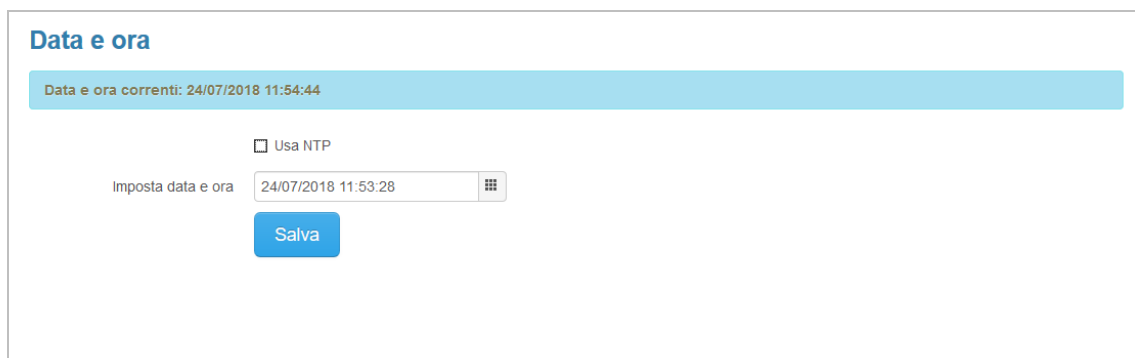 Data e ora
Data e ora correnti: 24/07/2018 11:54:44
Usa NTP
Imposta data e ora 24/07/2018 11:53:28
Salva